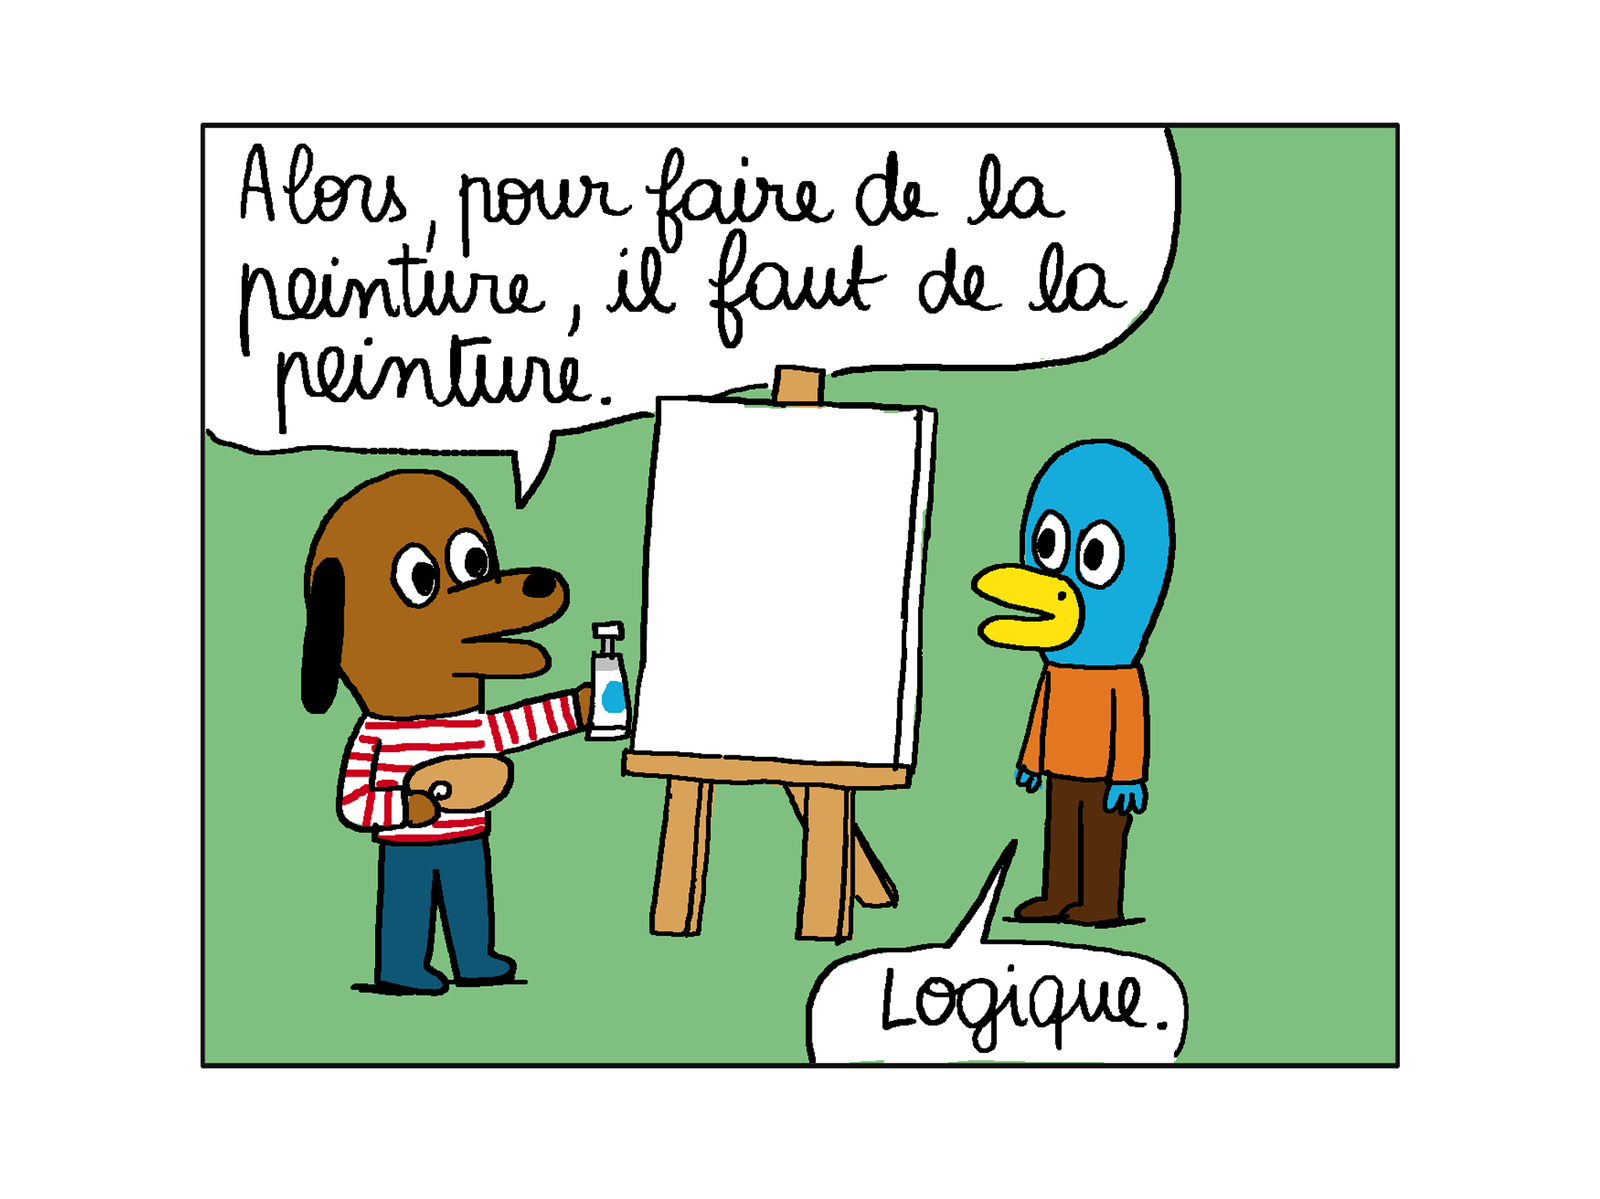 Alors, pour faire de la
peinture, il faut de la
peinture.
Logique.